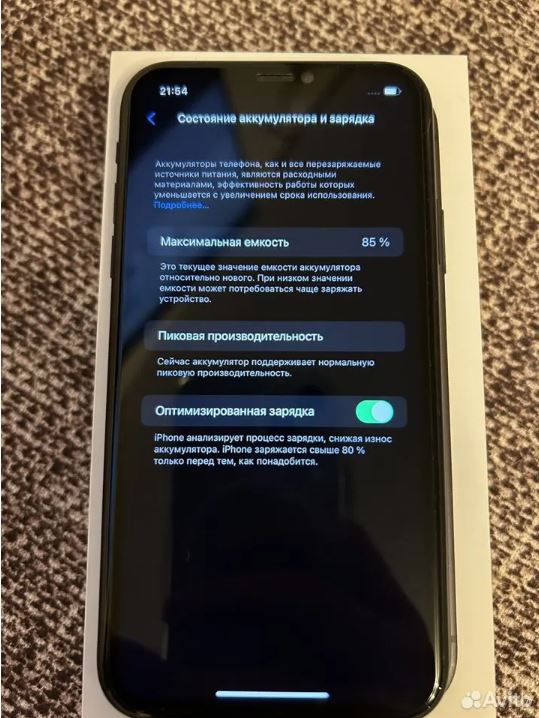 21:54
Состояние аккумулятора и зарядка
Аккумуляторы телефона, как и все перезаряжаемые
источники питания, являются расходными
материалами, эффективность работы которых
уменьшается с увеличением срока использования.
Подробнее...
Максимальная емкость 85 %
Это текущее значение емкости аккумулятора
относительно нового. При низком значении
емкости может потребоваться чаще заряжать
устройство.
Пиковая производительность
Сейчас аккумулятор поддерживает нормальную
пиковую производительность.
Оптимизированная зарядка
iPhone анализирует процесс зарядки, снижая износ
аккумулятора. iPhone заряжается свыше 80 %
только перед тем, как понадобится.
Avito